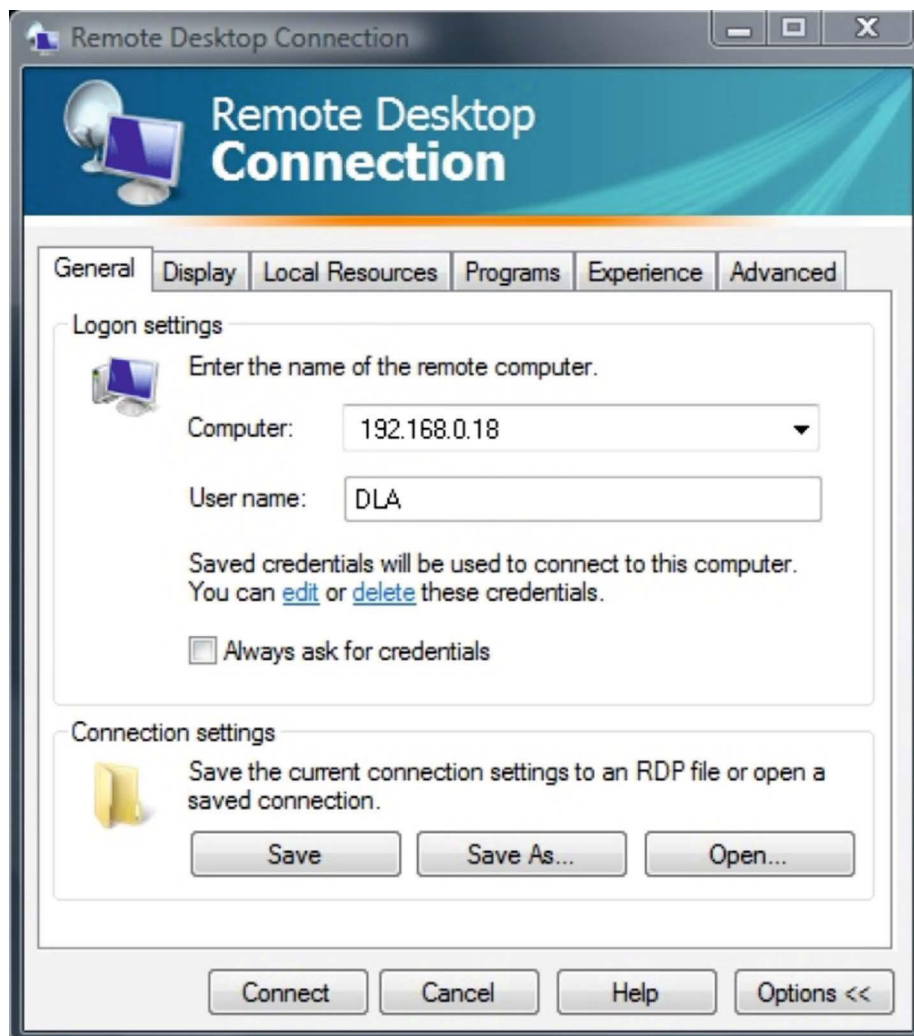 Remote Desktop Connection
Remote Desktop
Connection
General Display Local Resources Programs Experience Advanced
Logon settings
Enter the name of the remote computer.
Computer: 192.168.0.18
User name: DLA
Saved credentials will be used to connect to this computer.
You can edit or delete these credentials.
Always ask for credentials
Connection settings
Save the current connection settings to an RDP file or open a
saved connection.
Save Save As... Open...
Connect Cancel Help Options <<